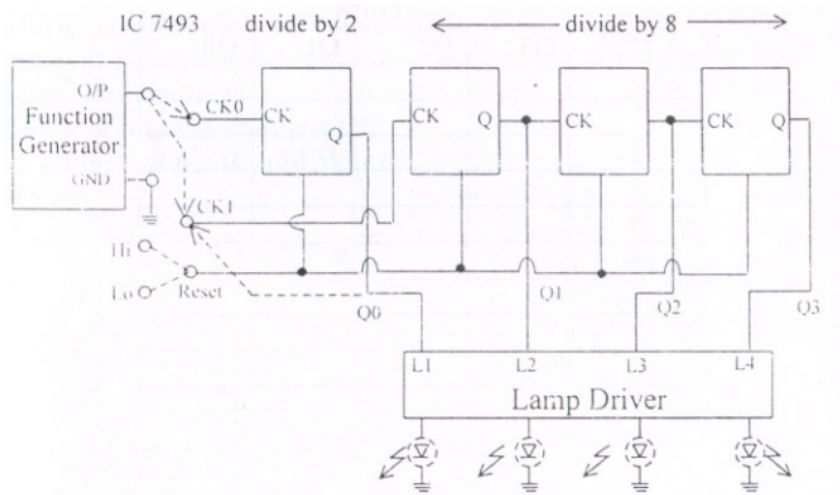 IC 7493 divide by 2 divide by 8
O/P
Function
Generator
GND
CK0
CK1
CK
Q
CK
Q
CK
CK
Q
Hi
Lo
Reset
Q0
Q1
Q2
Q3
L1 L2 L3 L4
Lamp Driver